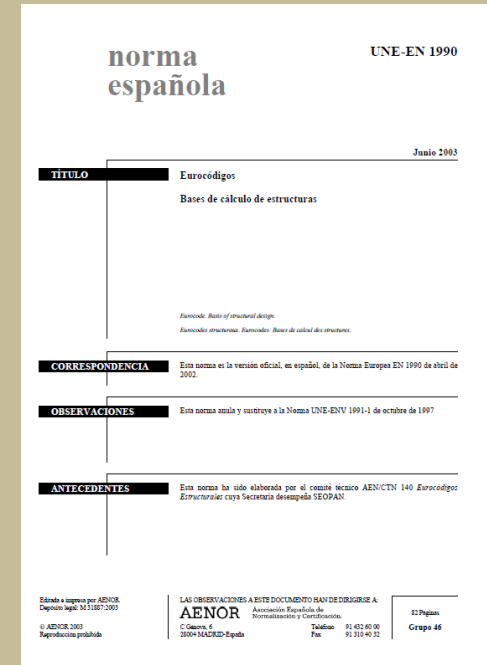 norma
española
UNE-EN 1990
Junio 2003
TÍTULO
Eurocódigos
Bases de cálculo de estructuras
Eurocode. Basis of structural design.
Eurocodes structuraux. Eurocodes: Bases de calcul des structures.
CORRESPONDENCIA
Esta norma es la versión oficial, en español, de la Norma Europea EN 1990 de abril de
2002.
OBSERVACIONES
Esta norma anula y sustituye a la Norma UNE-ENV 1991-1 de octubre de 1997
ANTECEDENTES
Esta norma ha sido elaborada por el comité técnico AEN/CTN 140 Eurocódigos
Estructurales cuya Secretaría desempeña SEOPAN.
Editada e impresa por AENOR
Depósito legal: M 31887:2003
© AENOR 2003
Reproducción prohibida
LAS OBSERVACIONES A ESTE DOCUMENTO HAN DE DIRIGIRSE A:
AENOR
Asociación Española de
Normalización y Certificación.
C Génova, 6
28004 MADRID-España
Teléfono 91 432 60 00
Fax 91 310 40 32
82 Páginas
Grupo 46